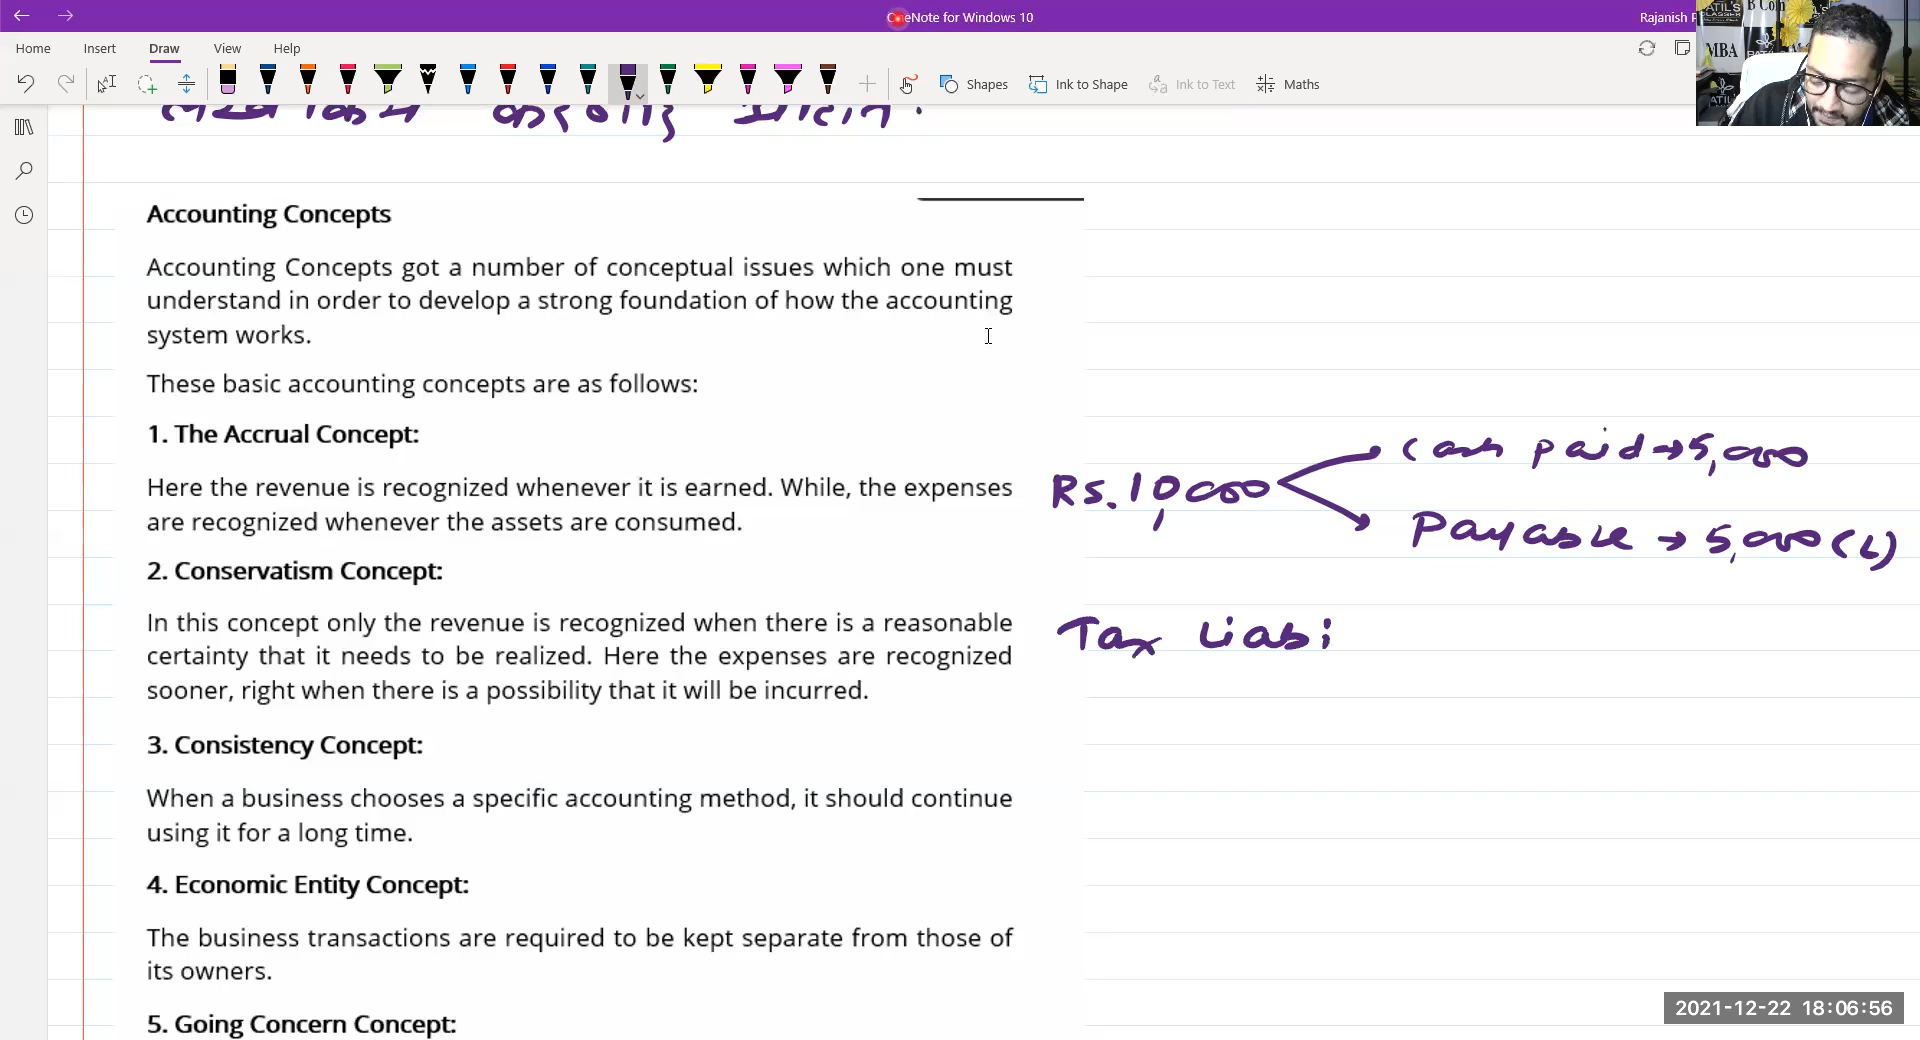 OneNote for Windows 10
Rajanish
Home Insert Draw View Help
Shapes Ink to Shape Ink to Text Maths
B Com
MBA
Accounting Concepts
Accounting Concepts got a number of conceptual issues which one must
understand in order to develop a strong foundation of how the accounting
system works.
These basic accounting concepts are as follows:
1. The Accrual Concept:
Here the revenue is recognized whenever it is earned. While, the expenses
are recognized whenever the assets are consumed.
Rs. 10,000
Cash paid → 5,000
Payable → 5,000 (L)
2. Conservatism Concept:
In this concept only the revenue is recognized when there is a reasonable
certainty that it needs to be realized. Here the expenses are recognized
sooner, right when there is a possibility that it will be incurred.
Tax Liabi
3. Consistency Concept:
When a business chooses a specific accounting method, it should continue
using it for a long time.
4. Economic Entity Concept:
The business transactions are required to be kept separate from those of
its owners.
5. Going Concern Concept:
2021-12-22 18:06:56